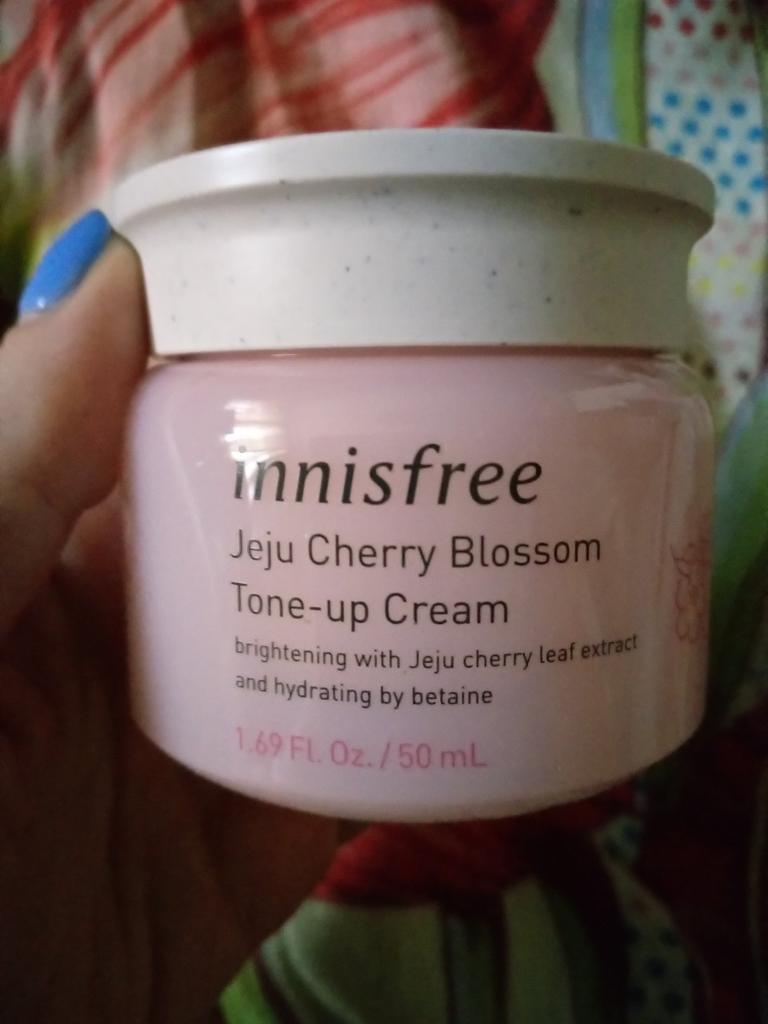 innisfree
Jeju Cherry Blossom
Tone-up Cream
brightening with Jeju cherry leaf extract
and hydrating by betaine
1.69 Fl. Oz. / 50 mL